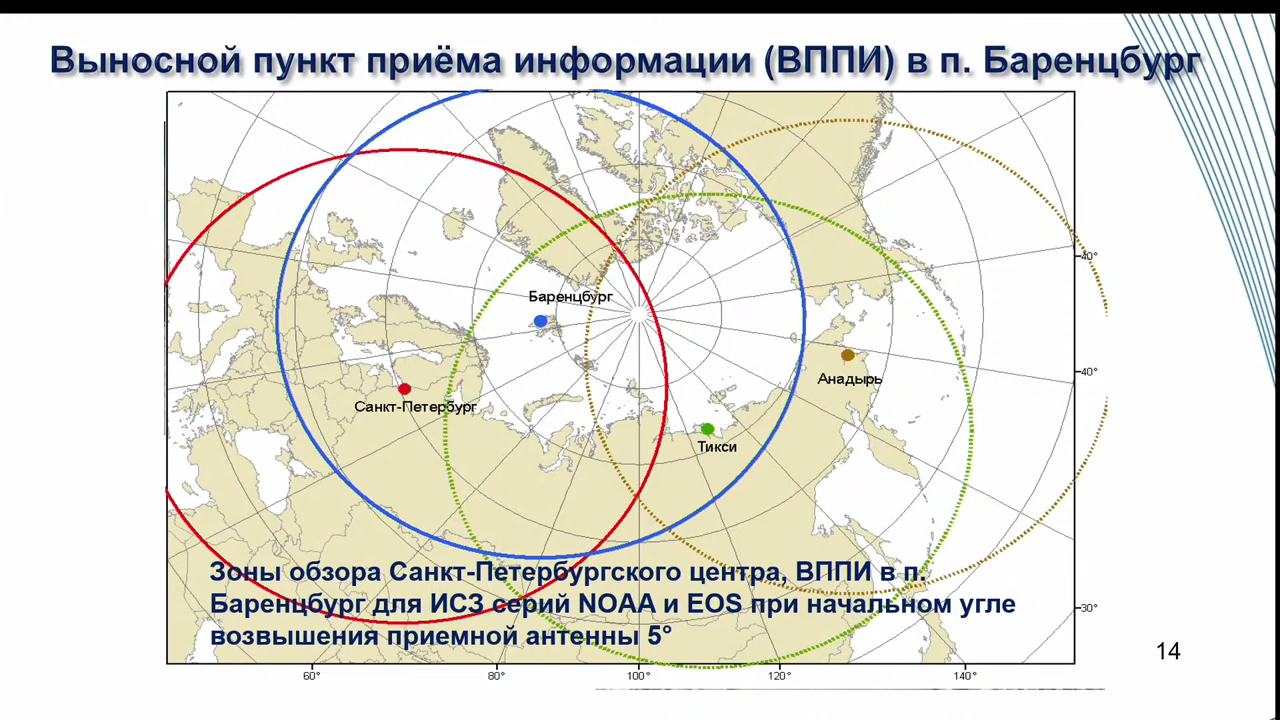 Выносной пункт приёма информации (ВППИ) в п. Баренцбург
Баренцбург
Санкт-Петербург
Анадырь
Тикси
40°
40°
30°
Зоны обзора Санкт-Петербургского центра, ВППИ в п.
Баренцбург для ИСЗ серий NOAA и EOS при начальном угле
возвышения приемной антенны 5°
14
60°
80°
100°
120°
140°